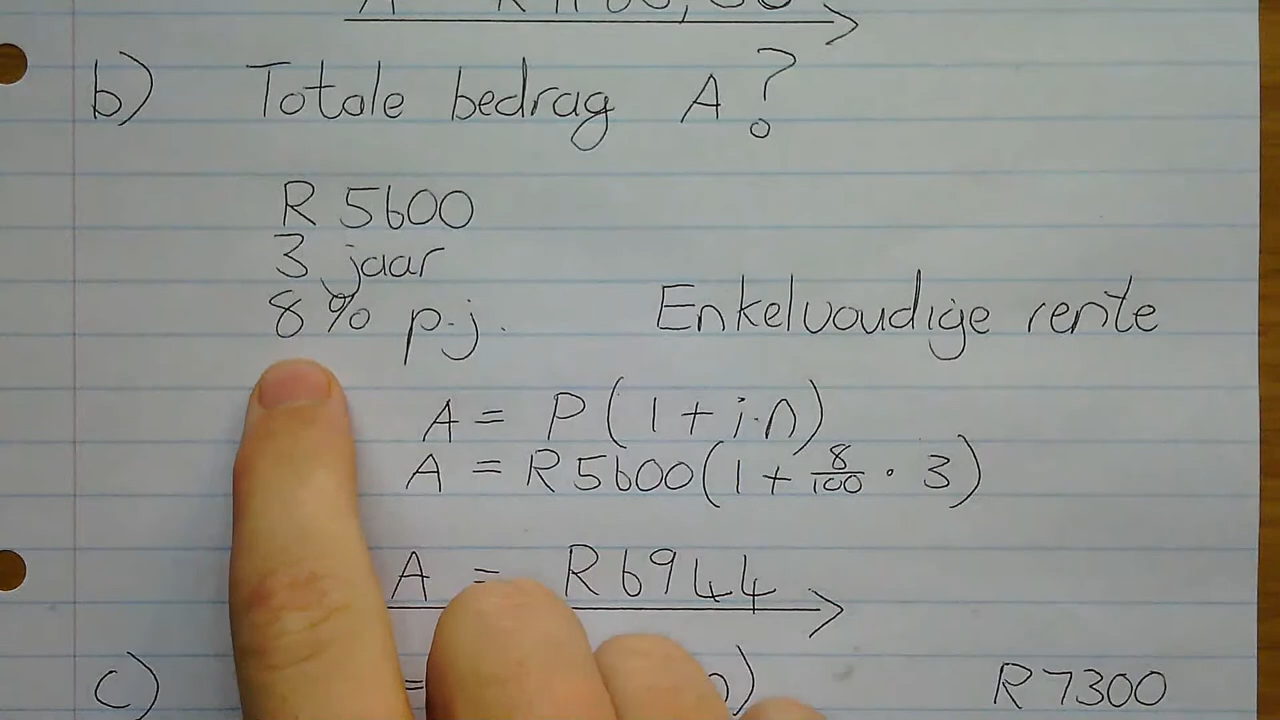 b) Totale bedrag A?
R 5600
3 jaar
8% p.j. Enkelvoudige rente
A = P(1 + i·n)
A = R5600(1 + 8/100 · 3)
A = R6944
c) = ) R7300